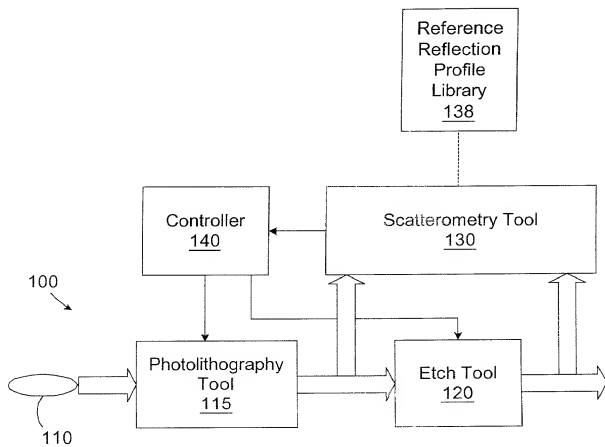 Reference
Reflection
Profile
Library
138
Controller
140
Scatterometry Tool
130
100
Photolithography
Tool
115
Etch Tool
120
110